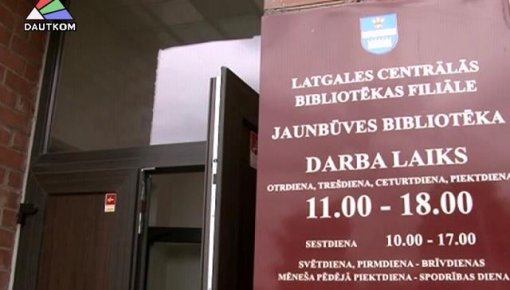 DAUTKOM
LATGALES CENTRĀLĀS
BIBLIOTĒKAS FILIĀLE
JAUNBŪVES BIBLIOTĒKA
DARBA LAIKS
OTRDIENA, TREŠDIENA, CETURTDIENA, PIEKTDIENA
11.00 - 18.00
SESTDIENA 10.00 - 17.00
SVĒTDIENA, PIRMDIENA - BRĪVDIENAS
MĒNEŠA PĒDĒJĀ PIEKTDIENA - SPODRĪBAS DIENA